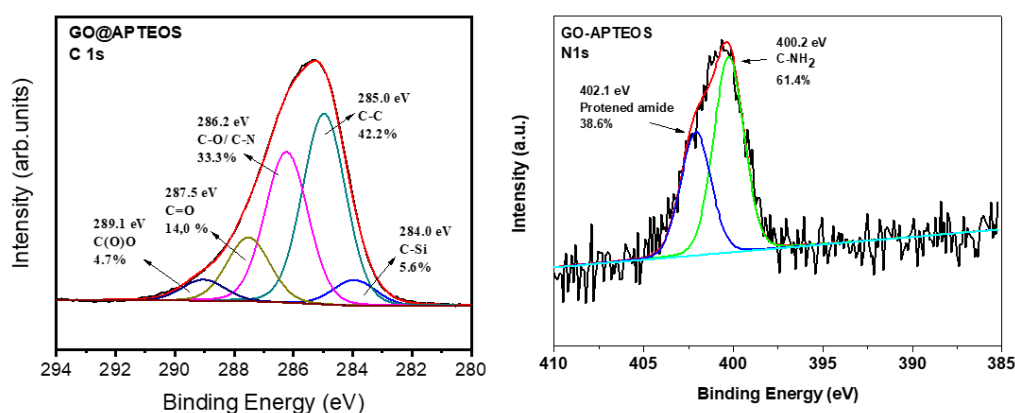 GO@APTEOS
C 1s
285.0 eV
C-C
42.2%
286.2 eV
C-O/ C-N
33.3%
287.5 eV
C=O
14,0 %
289.1 eV
C(O)O
4.7%
284.0 eV
C-Si
5.6%
Intensity (arb.units)
294 292 290 288 286 284 282 280
Binding Energy (eV)
GO-APTEOS
N1s
400.2 eV
C-NH2
61.4%
402.1 eV
Protened amide
38.6%
Intensity (a.u.)
410 405 400 395 390 385
Binding Energy (eV)